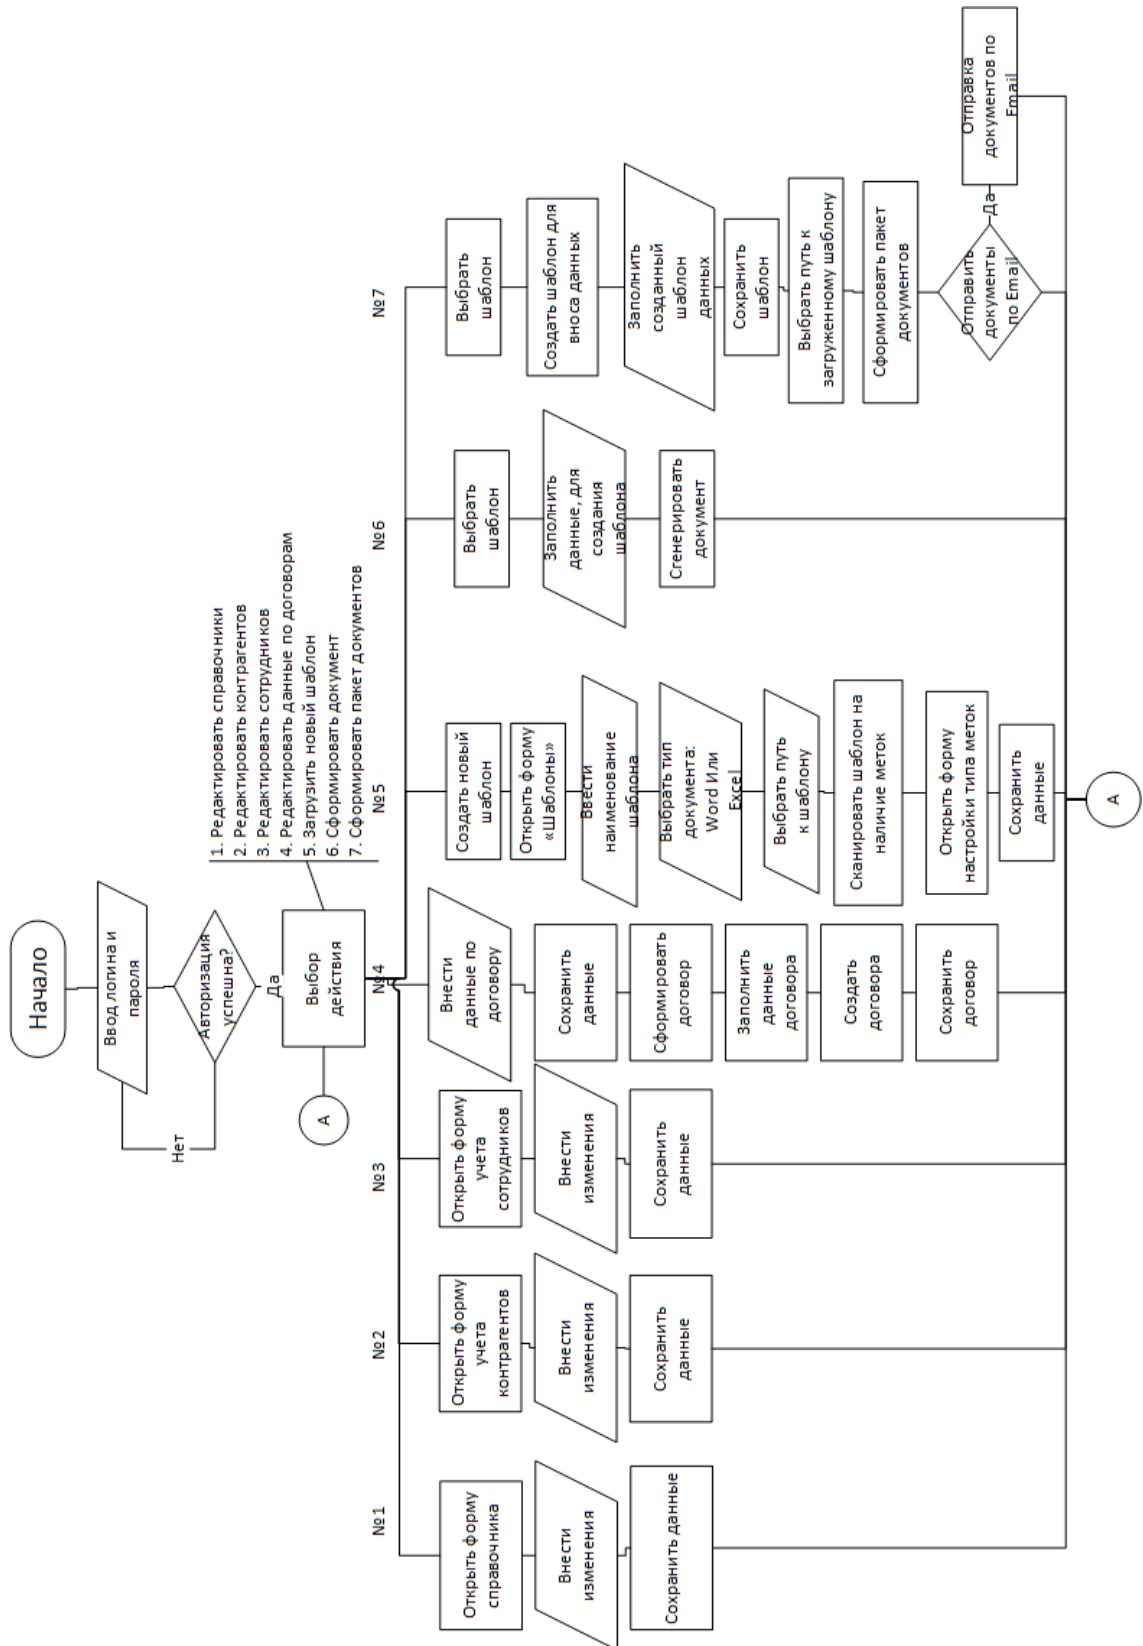 Начало
Ввод логина и
пароля
Авторизация
успешна?
Нет
Да
Выбор
действия
А
1. Редактировать справочники
2. Редактировать контрагентов
3. Редактировать сотрудников
4. Редактировать данные по договорам
5. Загрузить новый шаблон
6. Сформировать документ
7. Сформировать пакет документов
№1
Открыть форму
справочника
Внести
изменения
Сохранить данные
№2
Открыть форму
учета
контрагентов
Внести
изменения
Сохранить
данные
№3
Открыть форму
учета
сотрудников
Внести
изменения
Сохранить
данные
№4
Внести
данные по
договору
Сохранить
данные
Сформировать
договор
Заполнить
данные
договора
Создать
договора
Сохранить
договор
№5
Создать новый
шаблон
Открыть форму
«Шаблоны»
Ввести
наименование
шаблона
Выбрать тип
документа:
Word Или
Excel
Выбрать путь
к шаблону
Сканировать шаблон на
наличие меток
Открыть форму
настройки типа меток
Сохранить
данные
№6
Выбрать
шаблон
Заполнить
данные, для
создания
шаблона
Сгенерировать
документ
№7
Выбрать
шаблон
Создать шаблон для
вноса данных
Заполнить
созданный
шаблон
данных
Сохранить
шаблон
Выбрать путь к
загруженному шаблону
Сформировать пакет
документов
Отправить
документы
по Email
Да
Отправка
документов по
Email
А